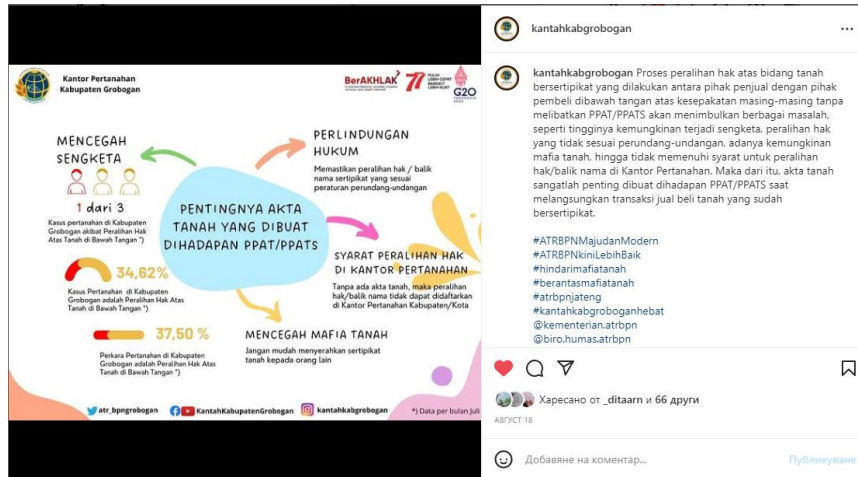 Kantor Pertanahan
Kabupaten Grobogan
BerAKHLAK
77
PULIH
LEBIH CEPAT
BANGKIT
LEBIH KUAT
G20
INDONESIA
2022
MENCEGAH
SENGKETA
1 dari 3
Kasus pertanahan di Kabupaten
Grobogan akibat Peralihan Hak
Atas Tanah di Bawah Tangan *)
34,62%
Kasus Pertanahan di Kabupaten
Grobogan adalah Peralihan Hak Atas
Tanah di Bawah Tangan *)
37,50 %
Perkara Pertanahan di Kabupaten
Grobogan adalah Peralihan Hak Atas
Tanah di Bawah Tangan *)
PENTINGNYA AKTA
TANAH YANG DIBUAT
DIHADAPAN PPAT/PPATS
PERLINDUNGAN
HUKUM
Memastikan peralihan hak / balik
nama sertipikat yang sesuai
peraturan perundang-undangan
SYARAT PERALIHAN HAK
DI KANTOR PERTANAHAN
Tanpa ada akta tanah, maka peralihan
hak/balik nama tidak dapat didaftarkan
di Kantor Pertanahan Kabupaten/Kota
MENCEGAH MAFIA TANAH
Jangan mudah menyerahkan sertipikat
tanah kepada orang lain
atr_bpngrobogan
KantahKabupatenGrobogan
kantahkabgrobogan
*) Data per bulan Juli
kantahkabgrobogan
kantahkabgrobogan Proses peralihan hak atas bidang tanah
bersertipikat yang dilakukan antara pihak penjual dengan pihak
pembeli dibawah tangan atas kesepakatan masing-masing tanpa
melibatkan PPAT/PPATS akan menimbulkan berbagai masalah,
seperti tingginya kemungkinan terjadi sengketa, peralihan hak
yang tidak sesuai perundang-undangan, adanya kemungkinan
mafia tanah, hingga tidak memenuhi syarat untuk peralihan
hak/balik nama di Kantor Pertanahan. Maka dari itu, akta tanah
sangatlah penting dibuat dihadapan PPAT/PPATS saat
melangsungkan transaksi jual beli tanah yang sudah
bersertipikat.
#ATRBPNMajudanModern
#ATRBPNkiniLebihBaik
#hindarimafiatanah
#berantasmafiatanah
#atrbpnjateng
#kantahkabgroboganhebat
@kementerian.atrbpn
@biro.humas.atrbpn
Харесано от _ditaarn и 66 други
АВГУСТ 18
Добавяне на коментар...
Публикуване